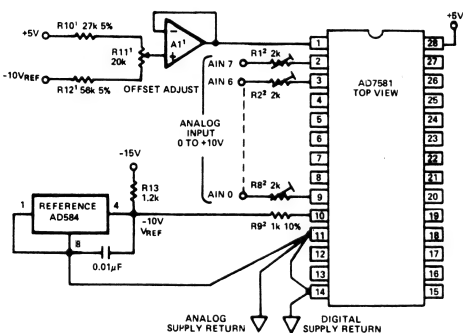 R10¹ 27k 5%
+5V
R11¹
20k
-10VREF
R12¹ 56k 5%
A1¹
OFFSET ADJUST
ANALOG
INPUT
0 TO +10V
AIN 7
R1² 2k
AIN 6
R2² 2k
AIN 0
R8² 2k
R9² 1k 10%
-15V
R13
1.2k
REFERENCE
AD584
1
4
8
-10V
VREF
0.01µF
AD7581
TOP VIEW
+5V
1
2
3
4
5
6
7
8
9
10
11
12
13
14
28
27
26
25
24
23
22
21
20
19
18
17
16
15
ANALOG
SUPPLY RETURN
DIGITAL
SUPPLY RETURN